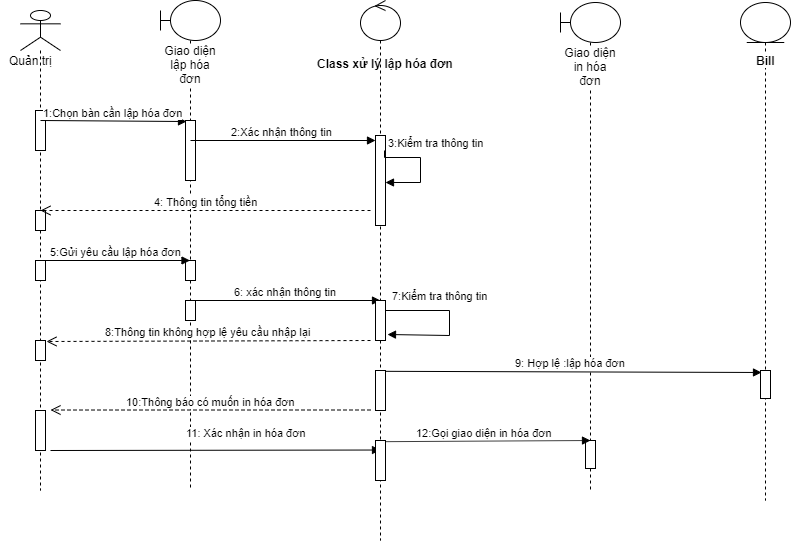 Quản trị
Giao diện
lập hóa
đơn
Class xử lý lập hóa đơn
Giao diện
in hóa
đơn
Bill
1:Chọn bàn cần lập hóa đơn
2:Xác nhận thông tin
3:Kiểm tra thông tin
4: Thông tin tổng tiền
5:Gửi yêu cầu lập hóa đơn
6: xác nhận thông tin
7:Kiểm tra thông tin
8:Thông tin không hợp lệ yêu cầu nhập lại
9: Hợp lệ :lập hóa đơn
10:Thông báo có muốn in hóa đơn
11: Xác nhận in hóa đơn
12:Gọi giao diện in hóa đơn